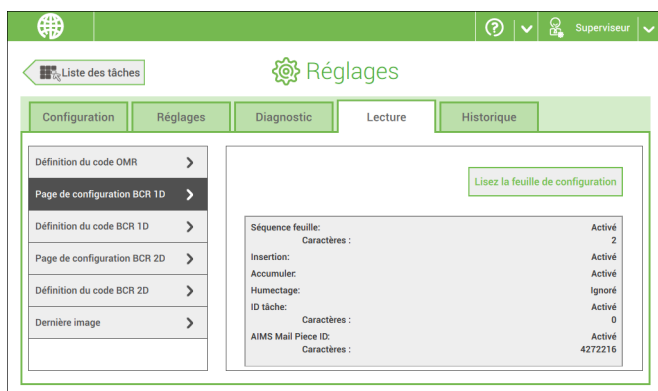 Superviseur
Liste des tâches
Réglages
Configuration
Réglages
Diagnostic
Lecture
Historique
Définition du code OMR
Page de configuration BCR 1D
Définition du code BCR 1D
Page de configuration BCR 2D
Définition du code BCR 2D
Dernière image
Lisez la feuille de configuration
Séquence feuille: Activé
Caractères : 2
Insertion: Activé
Accumuler: Activé
Humectage: Ignoré
ID tâche: Activé
Caractères : 0
AIMS Mail Piece ID: Activé
Caractères : 4272216